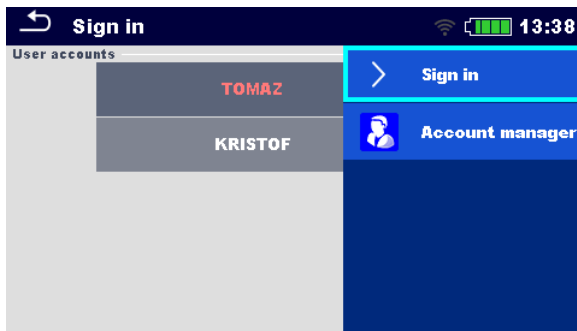 Sign in
13:38
User accounts
TOMAZ
KRISTOF
Sign in
Account manager